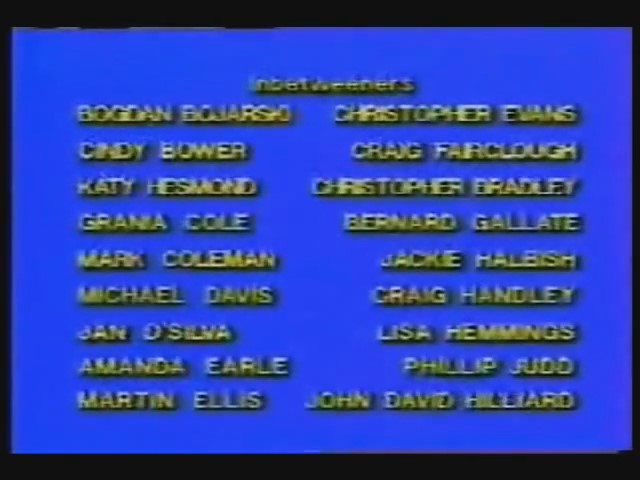 Inbetweeners
BOGDAN BOJARSKI CHRISTOPHER EVANS
CINDY BOWER CRAIG FAIRCLOUGH
KATY HESMOND CHRISTOPHER BRADLEY
GRANIA COLE BERNARD GALLATE
MARK COLEMAN JACKIE HALBISH
MICHAEL DAVIS CRAIG HANDLEY
JAN D'SILVA LISA HEMMINGS
AMANDA EARLE PHILLIP JUDD
MARTIN ELLIS JOHN DAVID HILLIARD